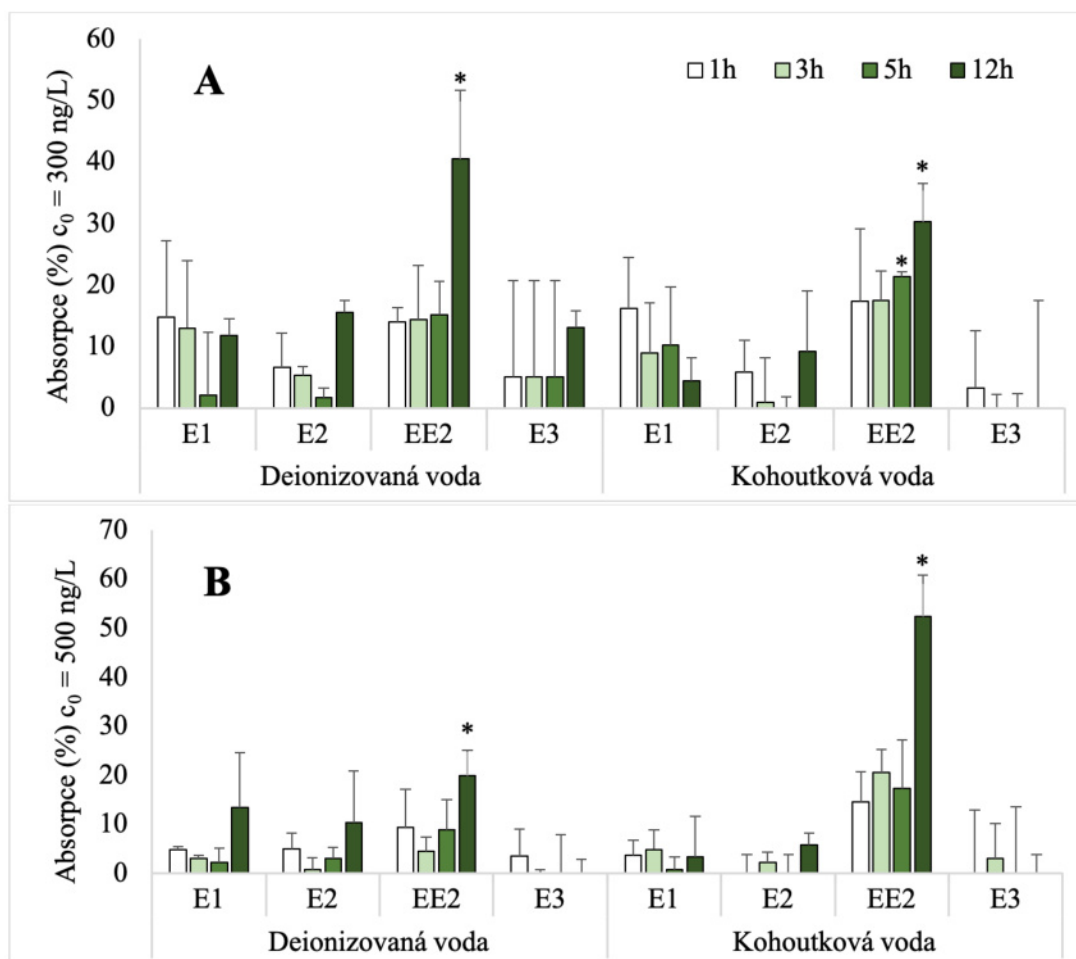 Absorpce (%) c₀ = 300 ng/L
60
50
40
30
20
10
0
A
1h 3h 5h 12h
*
*
*
E1 E2 EE2 E3 E1 E2 EE2 E3
Deionizovaná voda Kohoutková voda
Absorpce (%) c₀ = 500 ng/L
70
60
50
40
30
20
10
0
B
*
*
E1 E2 EE2 E3 E1 E2 EE2 E3
Deionizovaná voda Kohoutková voda